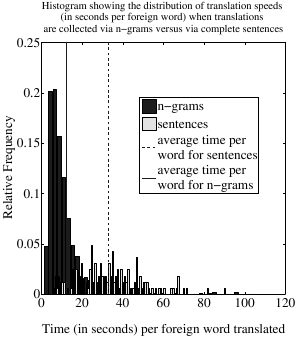 Histogram showing the distribution of translation speeds
(in seconds per foreign word) when translations
are collected via n-grams versus via complete sentences
0.25
0.2
0.15
0.1
0.05
0
Relative Frequency
n-grams
sentences
average time per
word for sentences
average time per
word for n-grams
0 20 40 60 80 100 120
Time (in seconds) per foreign word translated